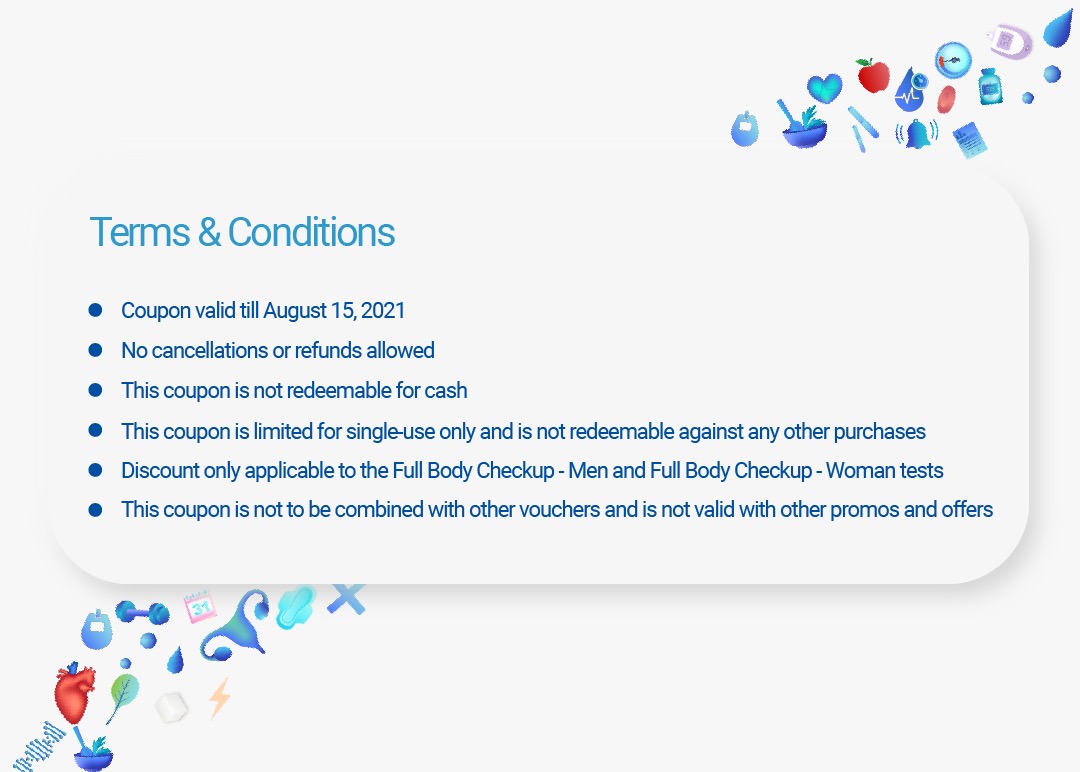 Terms & Conditions
Coupon valid till August 15, 2021
No cancellations or refunds allowed
This coupon is not redeemable for cash
This coupon is limited for single-use only and is not redeemable against any other purchases
Discount only applicable to the Full Body Checkup - Men and Full Body Checkup - Woman tests
This coupon is not to be combined with other vouchers and is not valid with other promos and offers
31